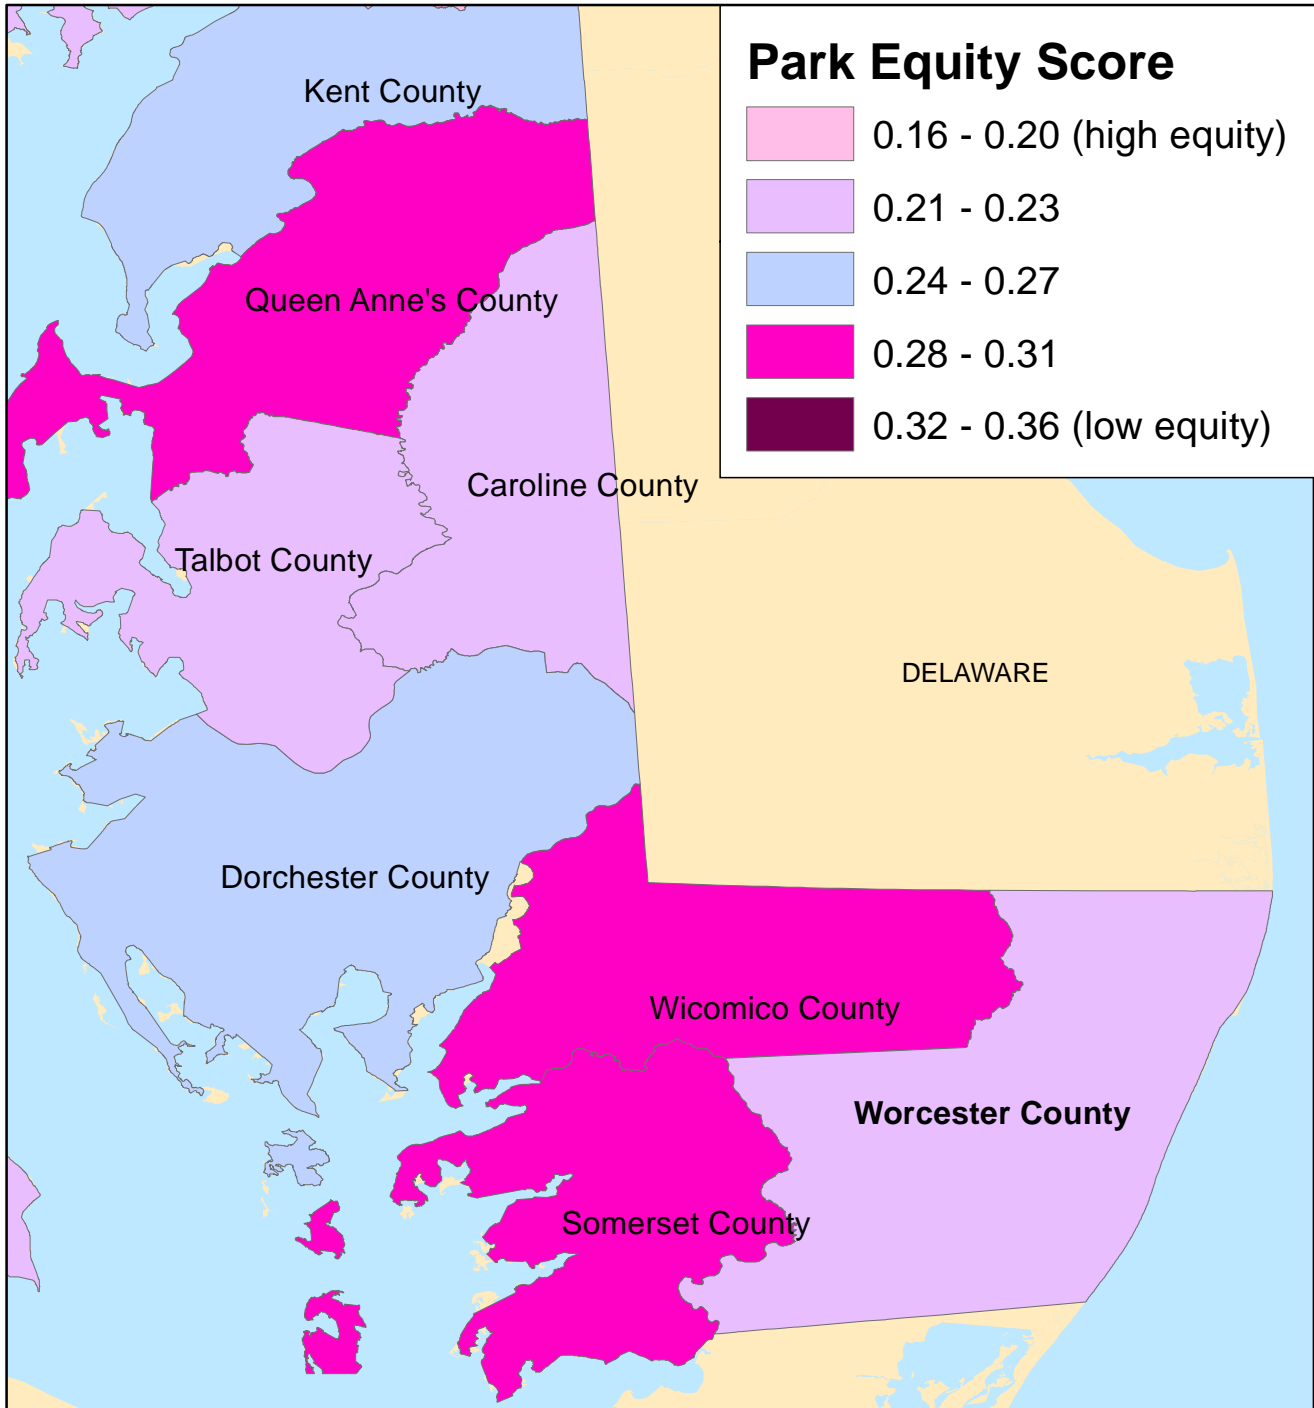 Park Equity Score
0.16 - 0.20 (high equity)
0.21 - 0.23
0.24 - 0.27
0.28 - 0.31
0.32 - 0.36 (low equity)
Kent County
Queen Anne's County
Caroline County
Talbot County
DELAWARE
Dorchester County
Wicomico County
Worcester County
Somerset County